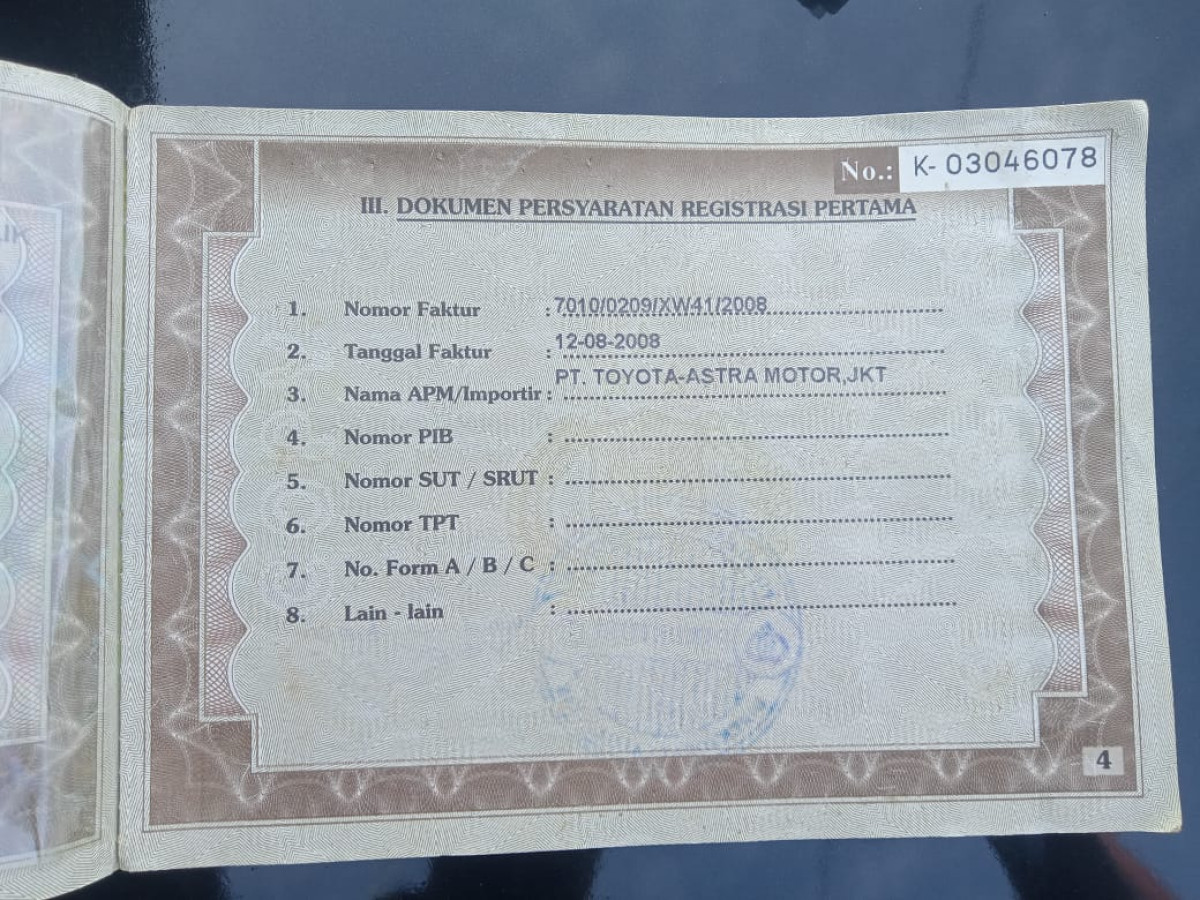 No.: K- 03046078
III. DOKUMEN PERSYARATAN REGISTRASI PERTAMA
1. Nomor Faktur : 7010/0209/XW41/2008
2. Tanggal Faktur : 12-08-2008
3. Nama APM/Importir : PT. TOYOTA-ASTRA MOTOR,JKT
4. Nomor PIB :
5. Nomor SUT / SRUT :
6. Nomor TPT :
7. No. Form A / B / C :
8. Lain - lain :
4